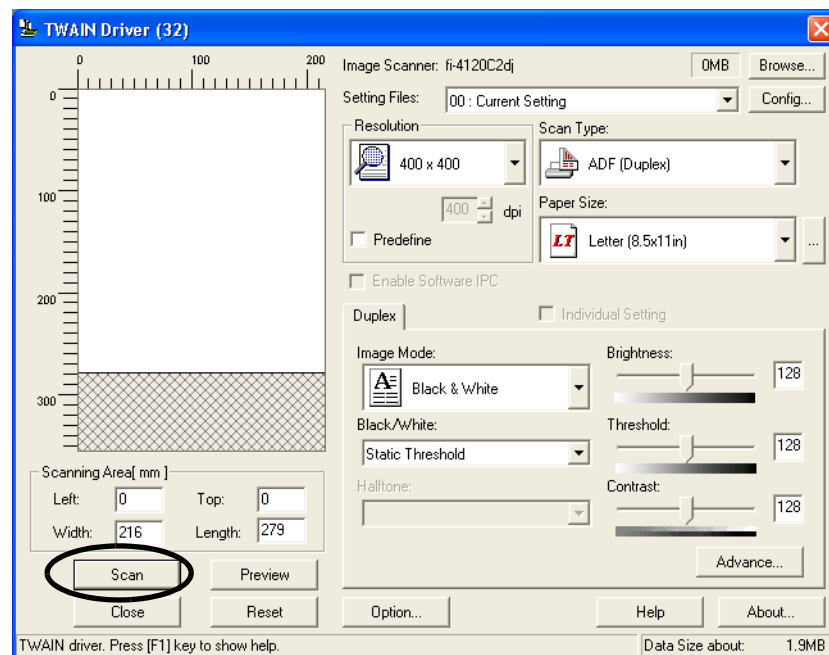 TWAIN Driver (32)
0 100 200
0
100
200
300
Image Scanner: fi-4120C2dj 0MB Browse...
Setting Files: 00 : Current Setting Config...
Resolution
400 x 400
400 dpi
Predefine
Scan Type:
ADF (Duplex)
Paper Size:
LT Letter (8.5x11in) ...
Enable Software IPC
Duplex
Individual Setting
Image Mode:
A Black & White
Black/White:
Static Threshold
Halftone:
Brightness:
128
Threshold:
128
Contrast:
128
Advance...
Scanning Area[ mm ]
Left: 0 Top: 0
Width: 216 Length: 279
Scan Preview
Close Reset
Option... Help About...
TWAIN driver. Press [F1] key to show help. Data Size about: 1.9MB